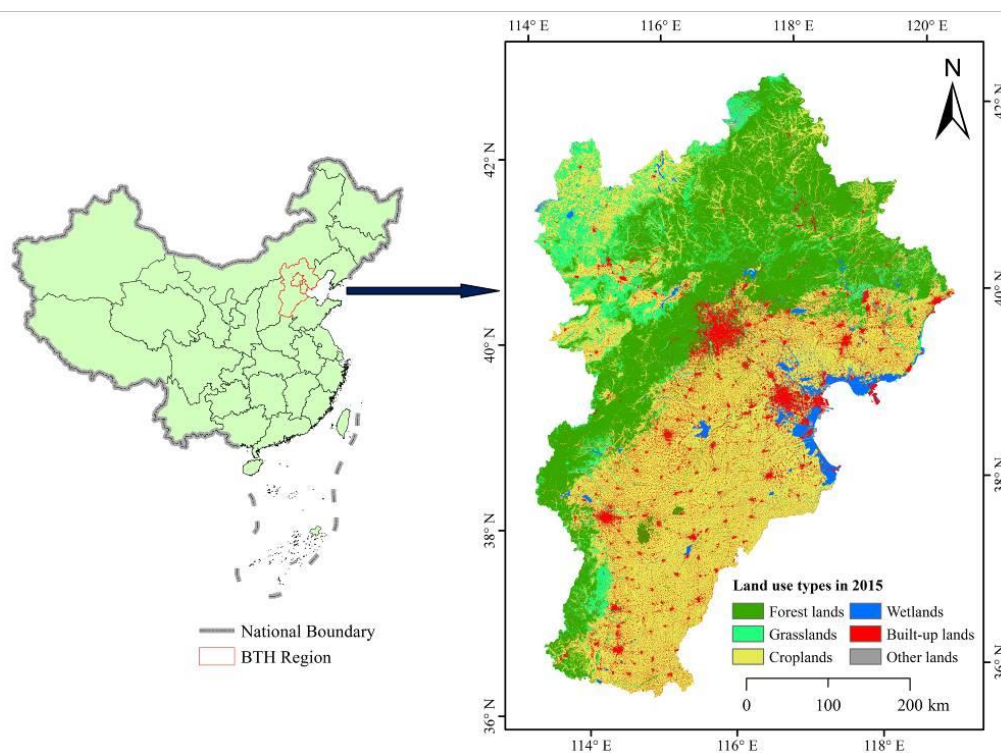 114° E
116° E
118° E
120° E
N
42° N
42° N
40° N
40° N
38° N
38° N
36° N
36° N
National Boundary
BTH Region
Land use types in 2015
Forest lands
Wetlands
Grasslands
Built-up lands
Croplands
Other lands
0
100
200 km
114° E
116° E
118° E